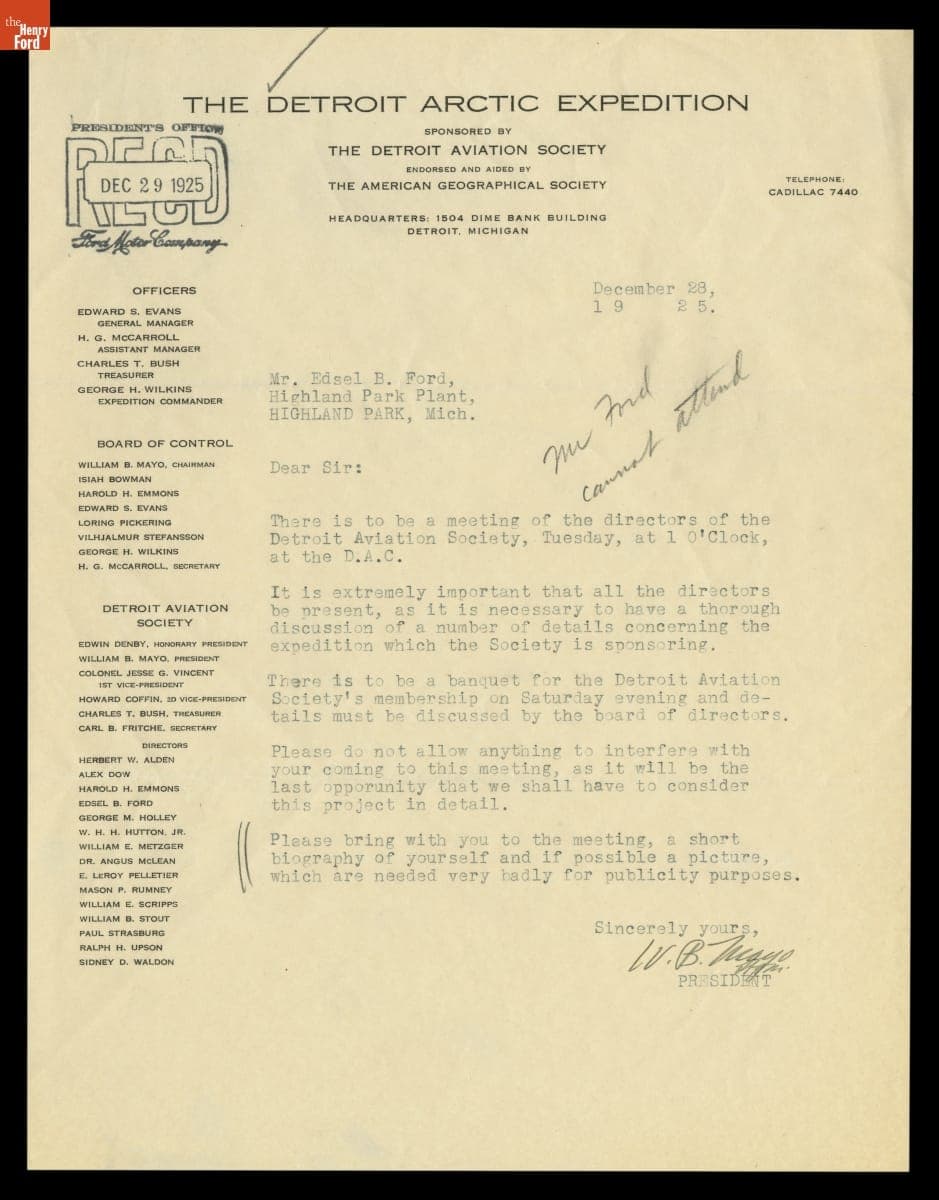 the
Henry
Ford
THE DETROIT ARCTIC EXPEDITION
SPONSORED BY
THE DETROIT AVIATION SOCIETY
ENDORSED AND AIDED BY
THE AMERICAN GEOGRAPHICAL SOCIETY
HEADQUARTERS: 1504 DIME BANK BUILDING
DETROIT, MICHIGAN
TELEPHONE:
CADILLAC 7440
PRESIDENT'S OFFICE
RECD
DEC 29 1925
Ford Motor Company
OFFICERS
EDWARD S. EVANS
GENERAL MANAGER
H. G. McCARROLL
ASSISTANT MANAGER
CHARLES T. BUSH
TREASURER
GEORGE H. WILKINS
EXPEDITION COMMANDER
BOARD OF CONTROL
WILLIAM B. MAYO, CHAIRMAN
ISIAH BOWMAN
HAROLD H. EMMONS
EDWARD S. EVANS
LORING PICKERING
VILHJALMUR STEFANSSON
GEORGE H. WILKINS
H. G. McCARROLL, SECRETARY
DETROIT AVIATION
SOCIETY
EDWIN DENBY, HONORARY PRESIDENT
WILLIAM B. MAYO, PRESIDENT
COLONEL JESSE G. VINCENT
1ST VICE-PRESIDENT
HOWARD COFFIN, 2D VICE-PRESIDENT
CHARLES T. BUSH, TREASURER
CARL B. FRITCHE, SECRETARY
DIRECTORS
HERBERT W. ALDEN
ALEX DOW
HAROLD H. EMMONS
EDSEL B. FORD
GEORGE M. HOLLEY
W. H. H. HUTTON, JR.
WILLIAM E. METZGER
DR. ANGUS McLEAN
E. LeROY PELLETIER
MASON P. RUMNEY
WILLIAM E. SCRIPPS
WILLIAM B. STOUT
PAUL STRASBURG
RALPH H. UPSON
SIDNEY D. WALDON
December 28,
1 9 2 5.
Mr. Edsel B. Ford,
Highland Park Plant,
HIGHLAND PARK, Mich.
Mr Ford
cannot attend
Dear Sir:
There is to be a meeting of the directors of the
Detroit Aviation Society, Tuesday, at 1 O'Clock,
at the D.A.C.
It is extremely important that all the directors
be present, as it is necessary to have a thorough
discussion of a number of details concerning the
expedition which the Society is sponsoring.
There is to be a banquet for the Detroit Aviation
Society's membership on Saturday evening and de-
tails must be discussed by the board of directors.
Please do not allow anything to interfere with
your coming to this meeting, as it will be the
last opporunity that we shall have to consider
this project in detail.
Please bring with you to the meeting, a short
biography of yourself and if possible a picture,
which are needed very badly for publicity purposes.
Sincerely yours,
W. B. Mayo
PRESIDENT